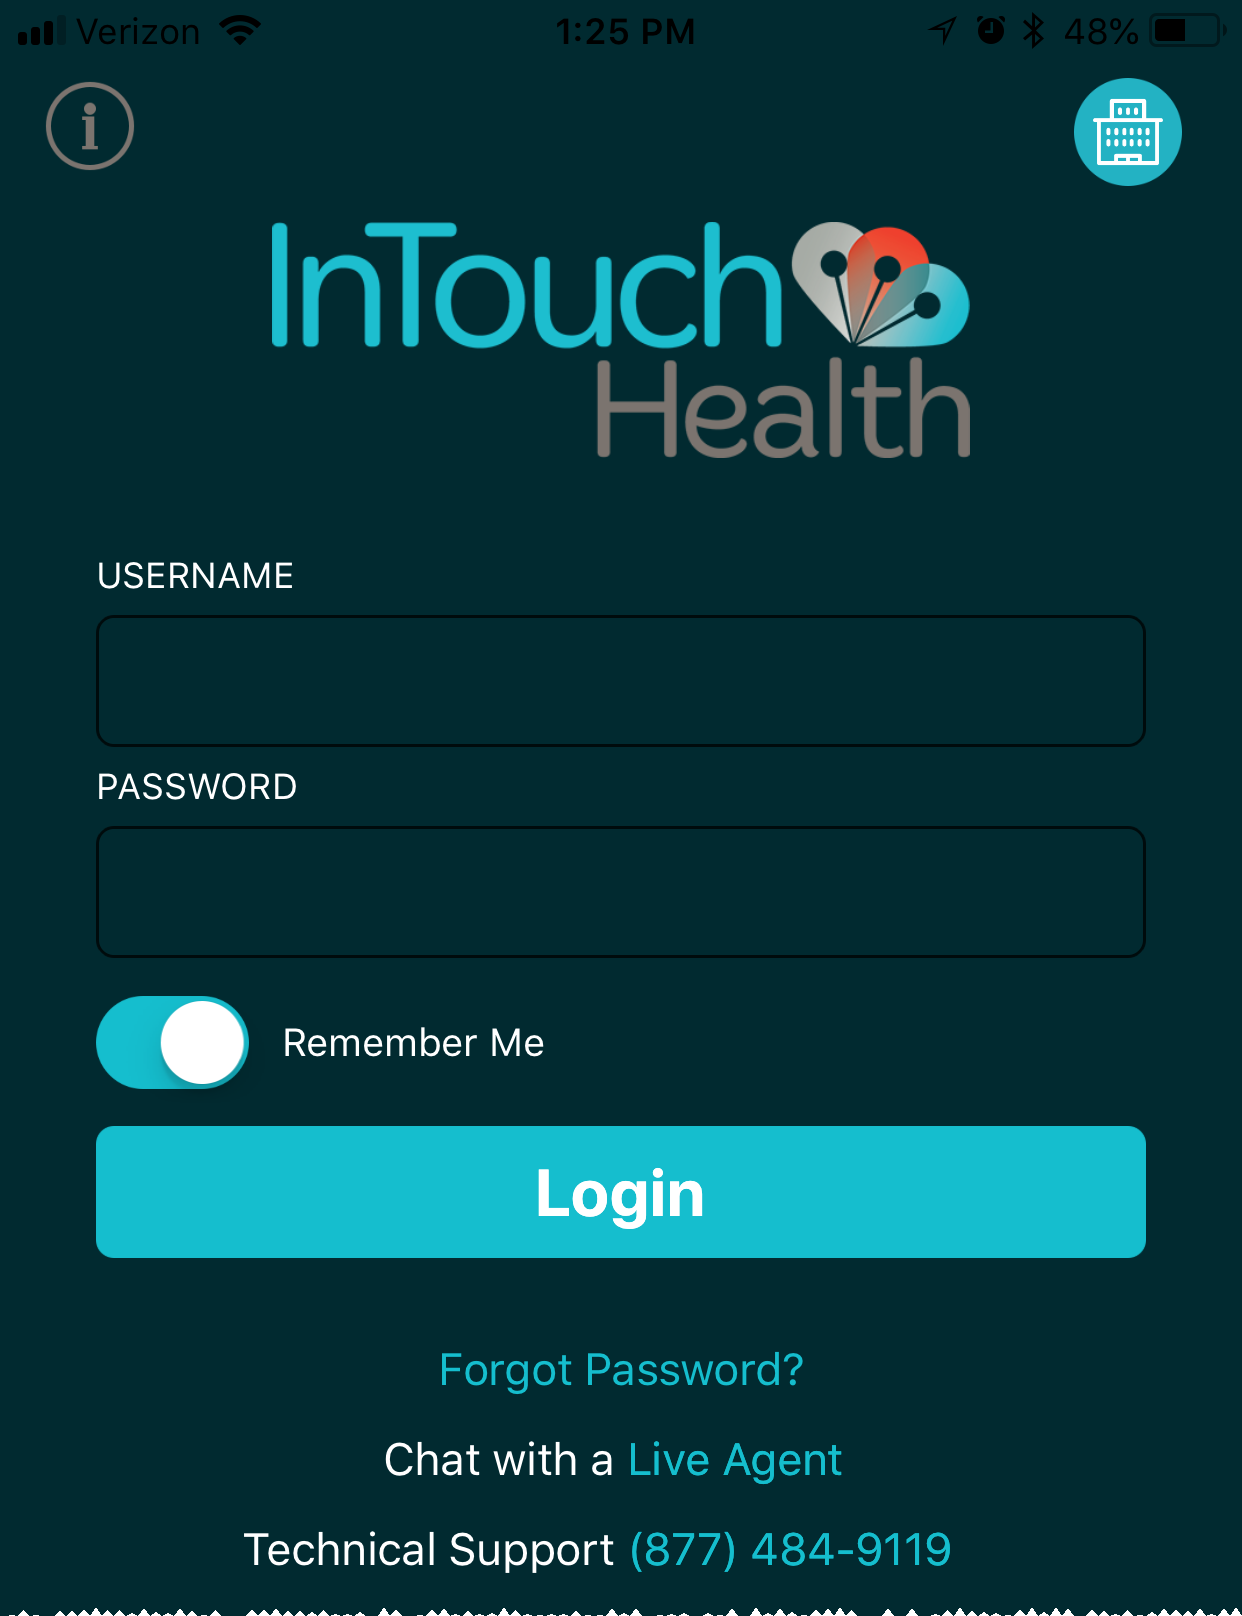 Verizon 1:25 PM 48%
i
InTouch
Health
USERNAME
PASSWORD
Remember Me
Login
Forgot Password?
Chat with a Live Agent
Technical Support (877) 484-9119